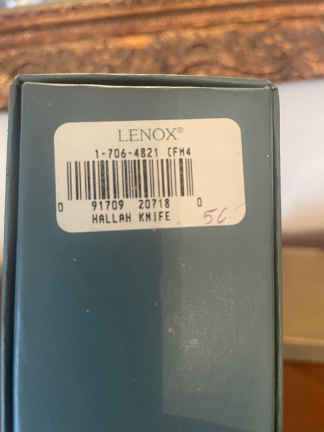 LENOX®
1-706-4821 CFM4
0 91709 20718 0
HALLAH KNIFE